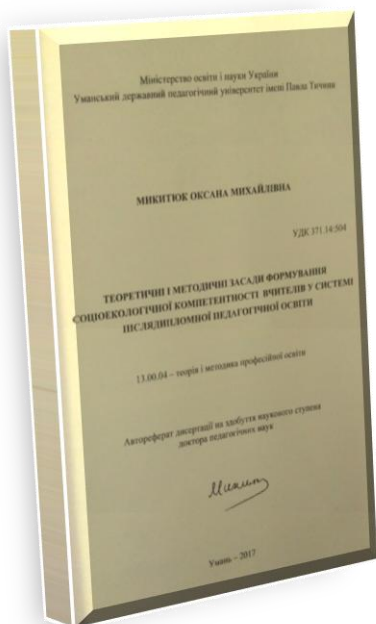 Міністерство освіти і науки України
Уманський державний педагогічний університет імені Павла Тичини
МИКИТЮК ОКСАНА МИХАЙЛІВНА
УДК 371.14:504
ТЕОРЕТИЧНІ І МЕТОДИЧНІ ЗАСАДИ ФОРМУВАННЯ
СОЦІОЕКОЛОГІЧНОЇ КОМПЕТЕНТНОСТІ ВЧИТЕЛІВ У СИСТЕМІ
ПІСЛЯДИПЛОМНОЇ ПЕДАГОГІЧНОЇ ОСВІТИ
13.00.04 – теорія і методика професійної освіти
Автореферат дисертації на здобуття наукового ступеня
доктора педагогічних наук
Умань – 2017